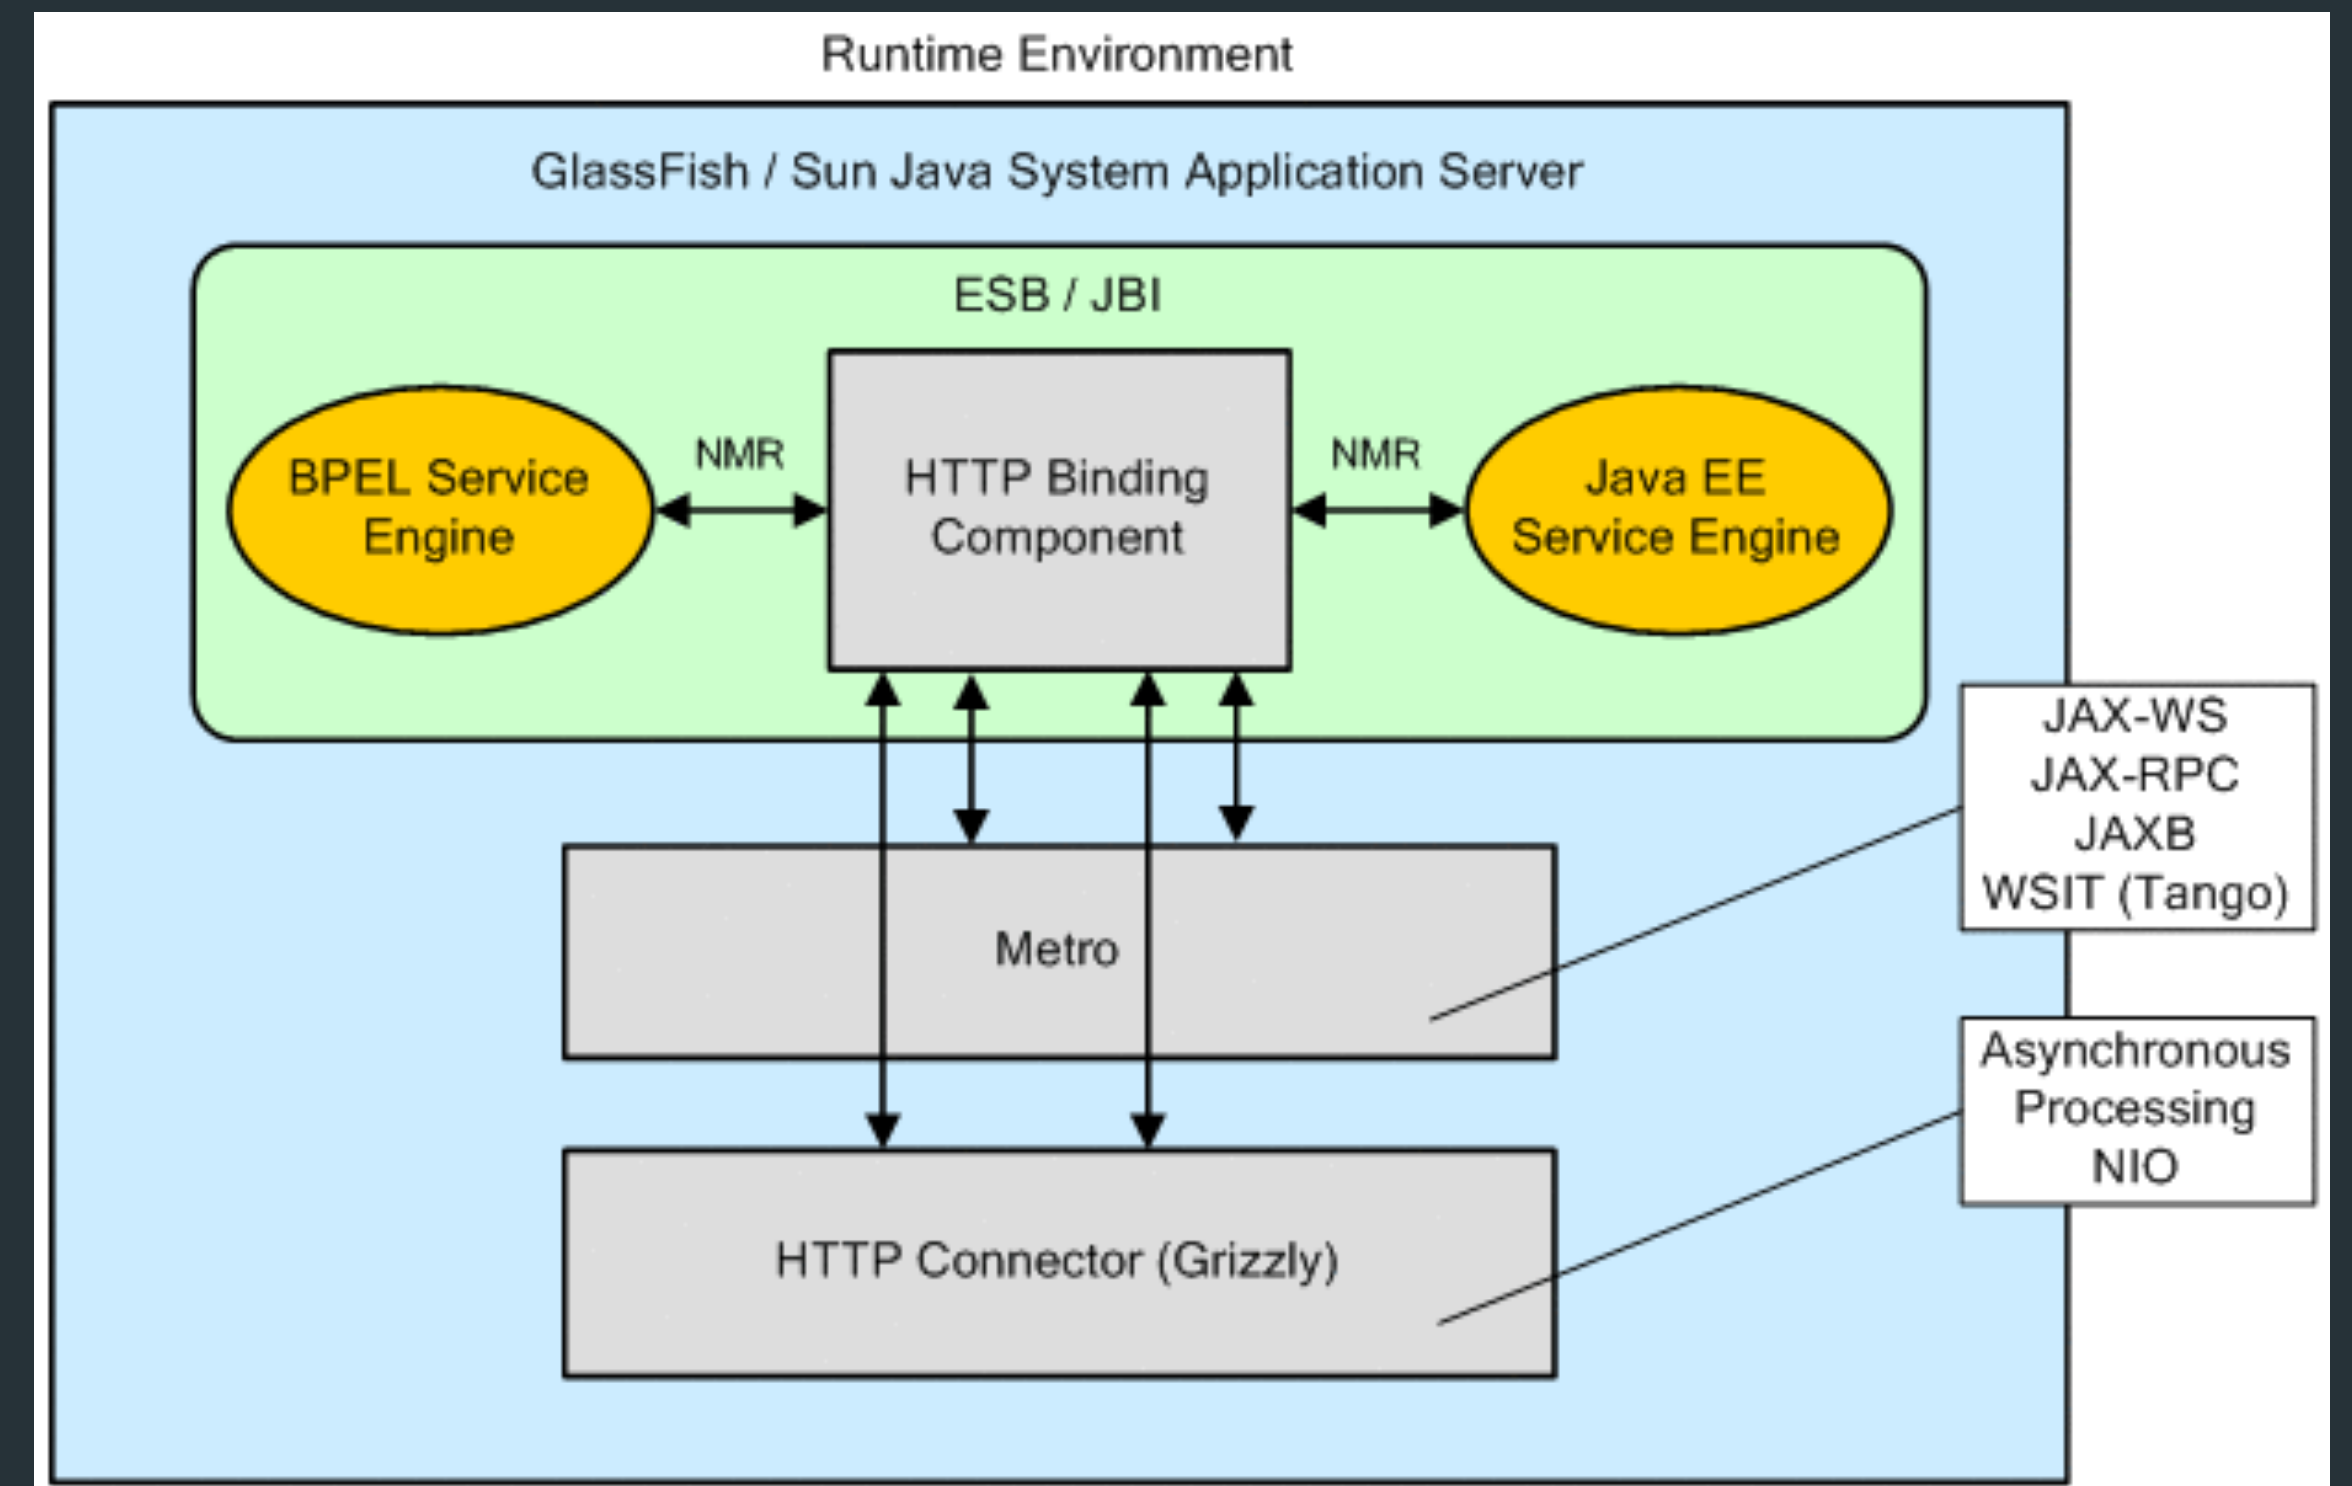 Runtime Environment
GlassFish / Sun Java System Application Server
ESB / JBI
BPEL Service
Engine
NMR
HTTP Binding
Component
NMR
Java EE
Service Engine
JAX-WS
JAX-RPC
JAXB
WSIT (Tango)
Metro
Asynchronous
Processing
NIO
HTTP Connector (Grizzly)